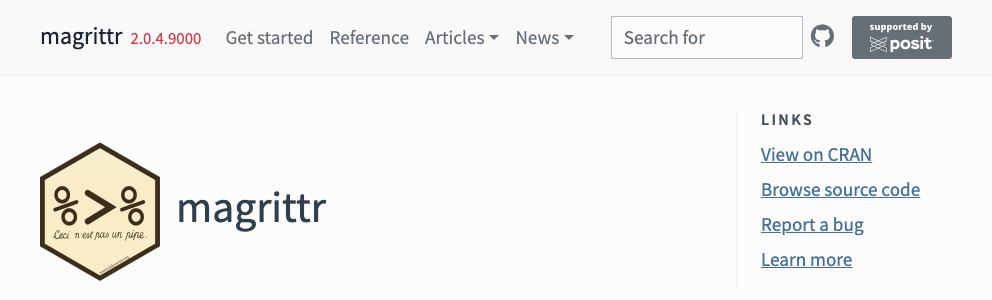 magrittr 2.0.4.9000 Get started Reference Articles News Search for supported by posit
LINKS
View on CRAN
Browse source code
Report a bug
Learn more
%>%
Ceci n'est pas un pipe.
magrittr